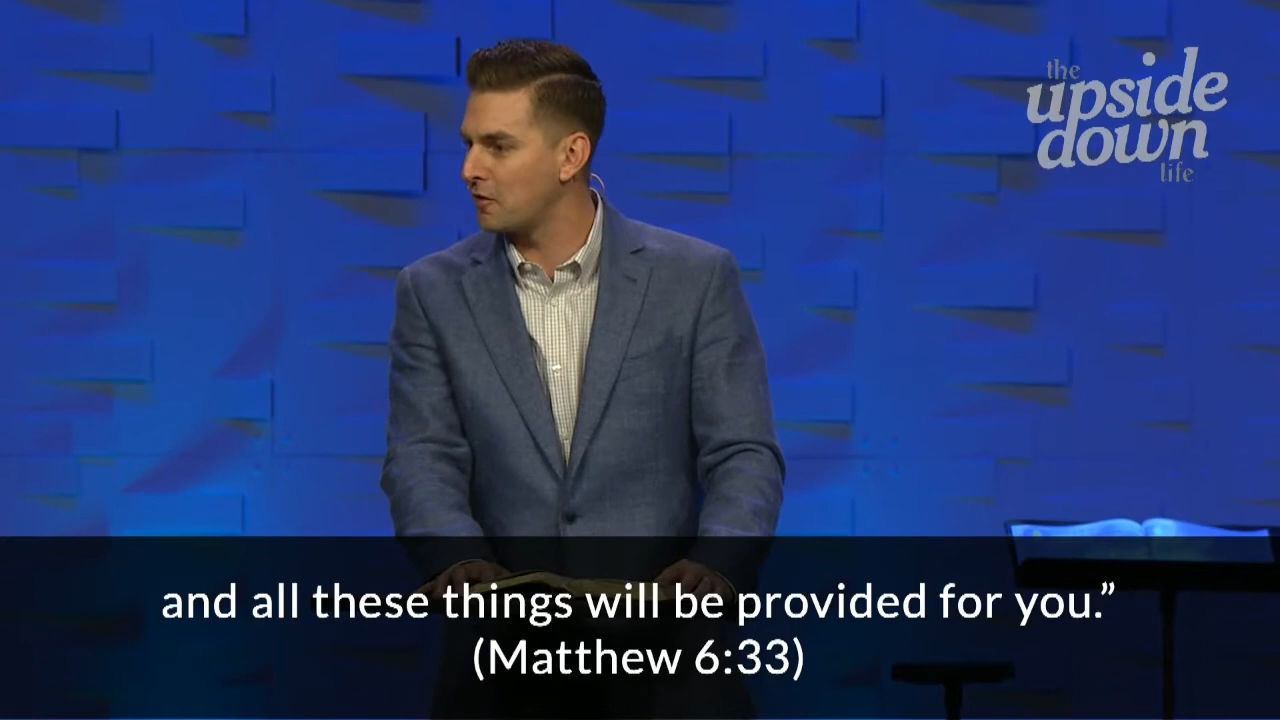 the
upside
down
life
and all these things will be provided for you.”
(Matthew 6:33)